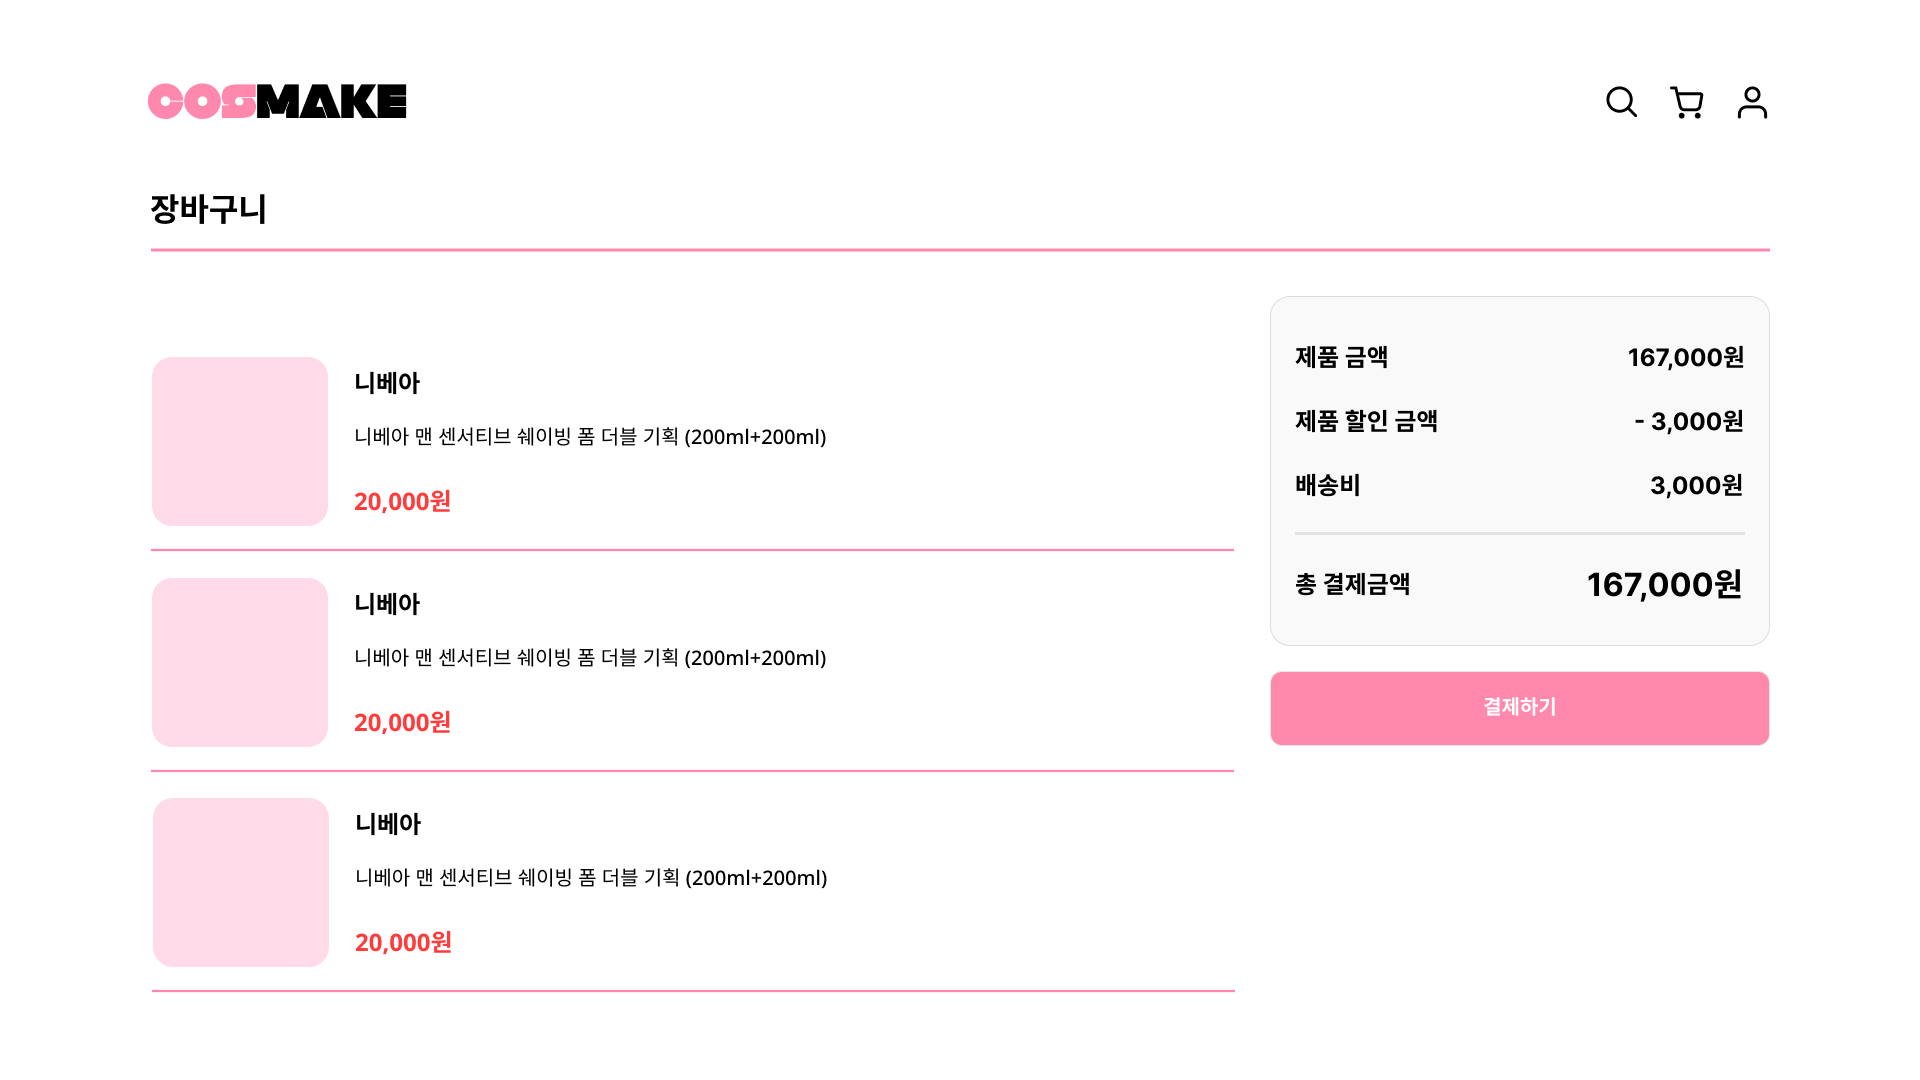 COSMAKE
장바구니
니베아
니베아 맨 센서티브 쉐이빙 폼 더블 기획 (200ml+200ml)
20,000원
니베아
니베아 맨 센서티브 쉐이빙 폼 더블 기획 (200ml+200ml)
20,000원
니베아
니베아 맨 센서티브 쉐이빙 폼 더블 기획 (200ml+200ml)
20,000원
제품 금액 167,000원
제품 할인 금액 - 3,000원
배송비 3,000원
총 결제금액 167,000원
결제하기